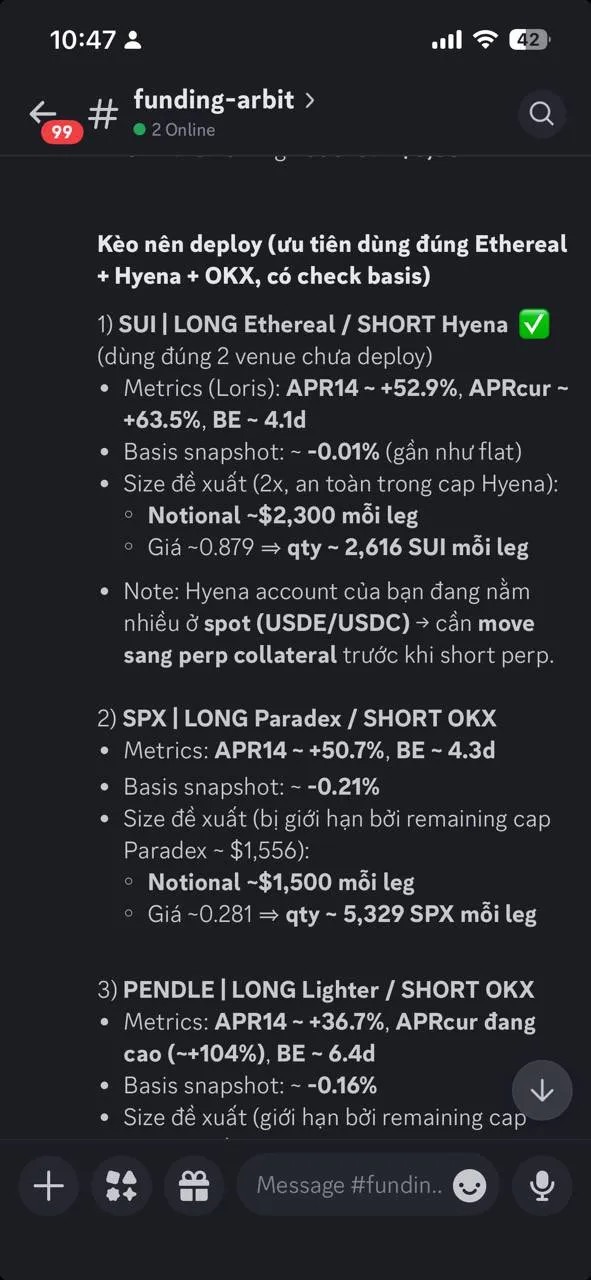 10:47
42
99
# funding-arbit >
2 Online
Kèo nên deploy (ưu tiên dùng đúng Ethereal
+ Hyena + OKX, có check basis)
1) SUI | LONG Ethereal / SHORT Hyena ✅
(dùng đúng 2 venue chưa deploy)
• Metrics (Loris): APR14 ~ +52.9%, APRcur ~
+63.5%, BE ~ 4.1d
• Basis snapshot: ~ -0.01% (gần như flat)
• Size đề xuất (2x, an toàn trong cap Hyena):
◦ Notional ~$2,300 mỗi leg
◦ Giá ~0.879 ⇒ qty ~ 2,616 SUI mỗi leg
• Note: Hyena account của bạn đang nằm
nhiều ở spot (USDE/USDC) → cần move
sang perp collateral trước khi short perp.
2) SPX | LONG Paradex / SHORT OKX
• Metrics: APR14 ~ +50.7%, BE ~ 4.3d
• Basis snapshot: ~ -0.21%
• Size đề xuất (bị giới hạn bởi remaining cap
Paradex ~ $1,556):
◦ Notional ~$1,500 mỗi leg
◦ Giá ~0.281 ⇒ qty ~ 5,329 SPX mỗi leg
3) PENDLE | LONG Lighter / SHORT OKX
• Metrics: APR14 ~ +36.7%, APRcur đang
cao (~+104%), BE ~ 6.4d
• Basis snapshot: ~ -0.16%
• Size đề xuất (giới hạn bởi remaining cap
Message #fundin..